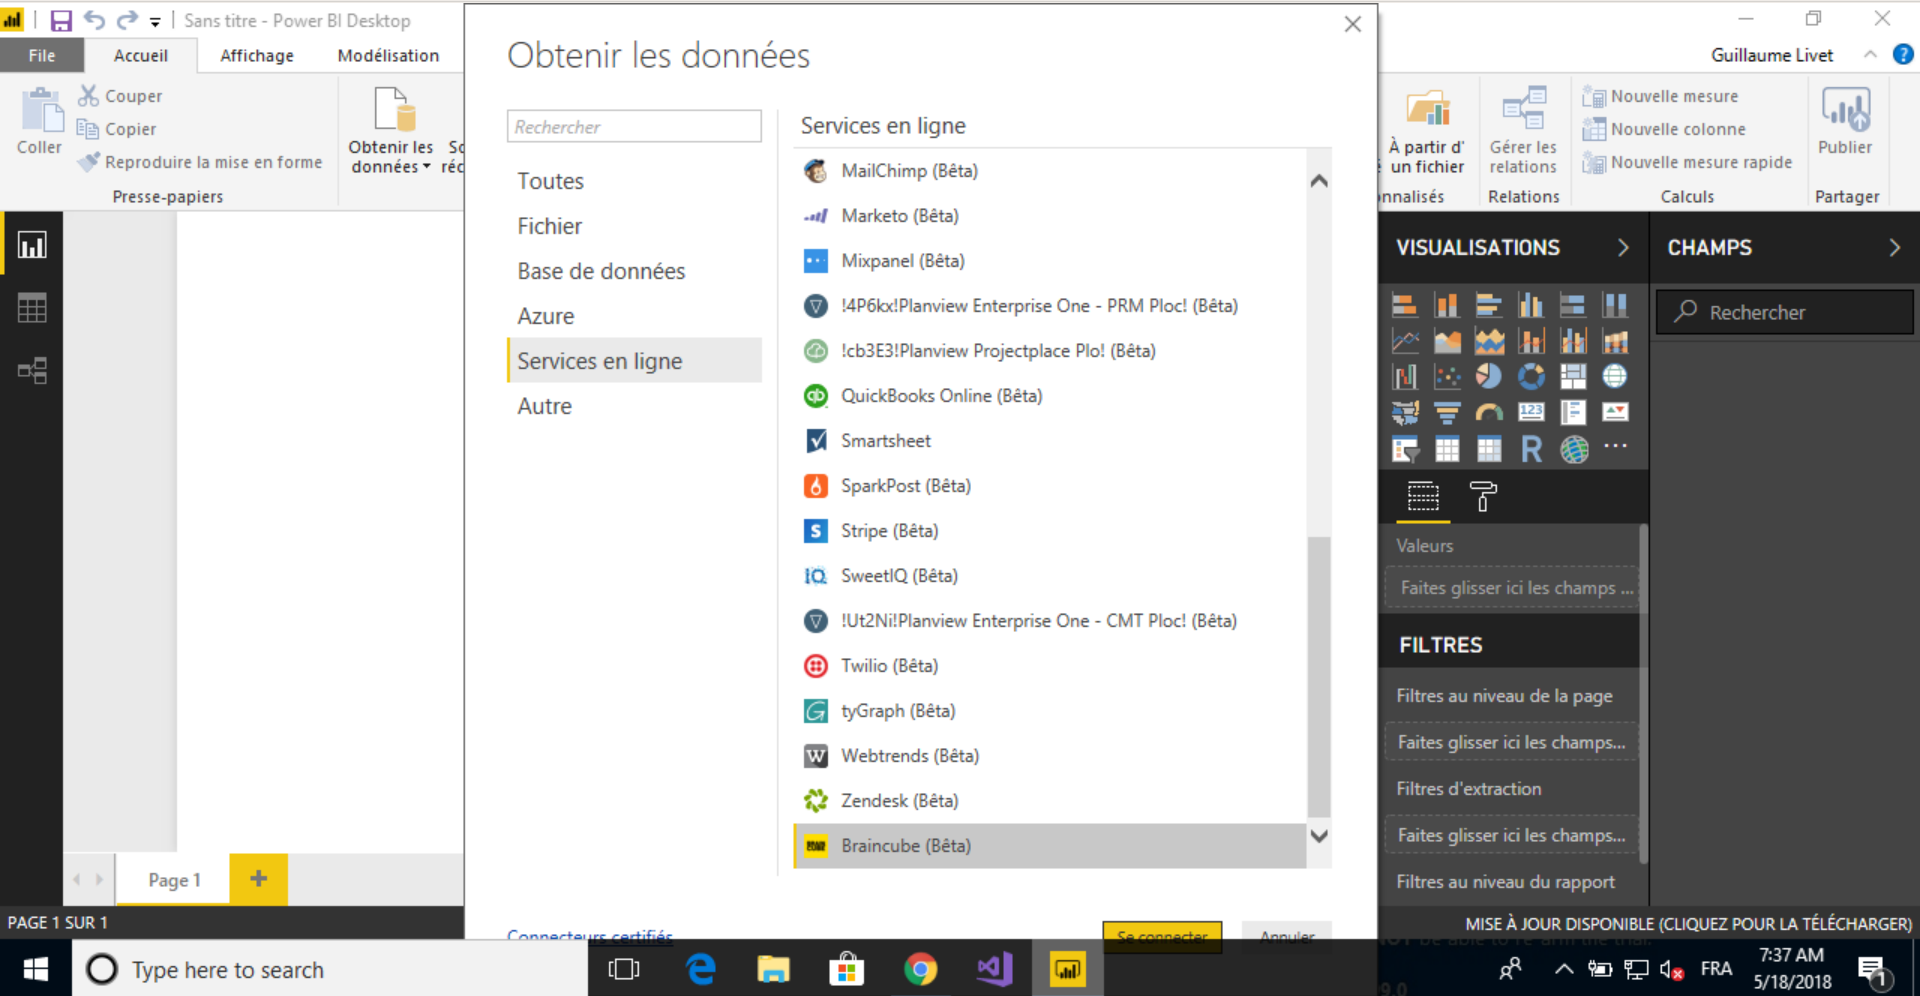 Sans titre - Power BI Desktop
File
Accueil
Affichage
Modélisation
Guillaume Livet
Coller
Couper
Copier
Reproduire la mise en forme
Presse-papiers
Obtenir les
données
À partir d'
un fichier
Gérer les
relations
Relations
Nouvelle mesure
Nouvelle colonne
Nouvelle mesure rapide
Calculs
Publier
Partager
Obtenir les données
Rechercher
Toutes
Fichier
Base de données
Azure
Services en ligne
Autre
Services en ligne
MailChimp (Bêta)
Marketo (Bêta)
Mixpanel (Bêta)
!4P6kx!Planview Enterprise One - PRM Ploc! (Bêta)
!cb3E3!Planview Projectplace Plo! (Bêta)
QuickBooks Online (Bêta)
Smartsheet
SparkPost (Bêta)
Stripe (Bêta)
SweetIQ (Bêta)
!Ut2Ni!Planview Enterprise One - CMT Ploc! (Bêta)
Twilio (Bêta)
tyGraph (Bêta)
Webtrends (Bêta)
Zendesk (Bêta)
Braincube (Bêta)
Connecteurs certifiés
Se connecter
Annuler
VISUALISATIONS
CHAMPS
Rechercher
123
R
Valeurs
Faites glisser ici les champs ...
FILTRES
Filtres au niveau de la page
Faites glisser ici les champs...
Filtres d'extraction
Faites glisser ici les champs...
Filtres au niveau du rapport
Page 1
PAGE 1 SUR 1
MISE À JOUR DISPONIBLE (CLIQUEZ POUR LA TÉLÉCHARGER)
Type here to search
FRA
7:37 AM
5/18/2018
1